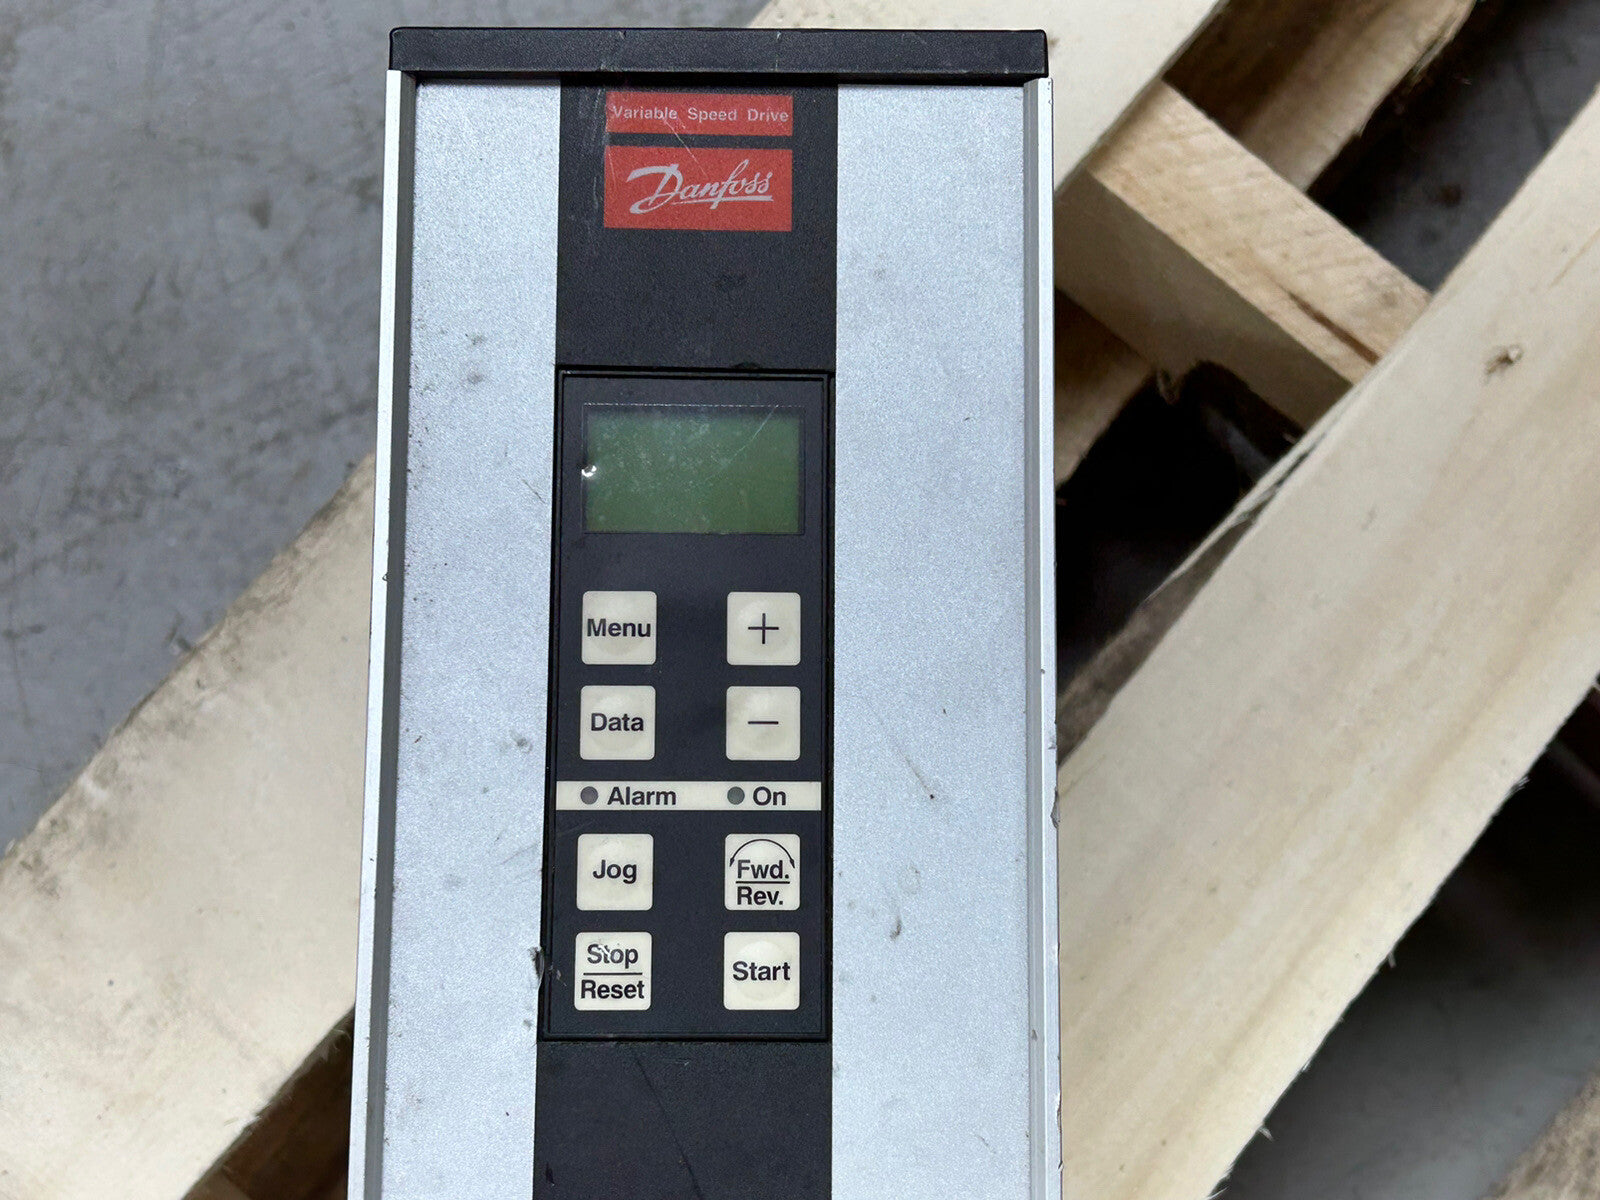 Variable Speed Drive
Danfoss
Menu
+
Data
−
Alarm On
Jog
Fwd.
Rev.
Stop
Reset
Start